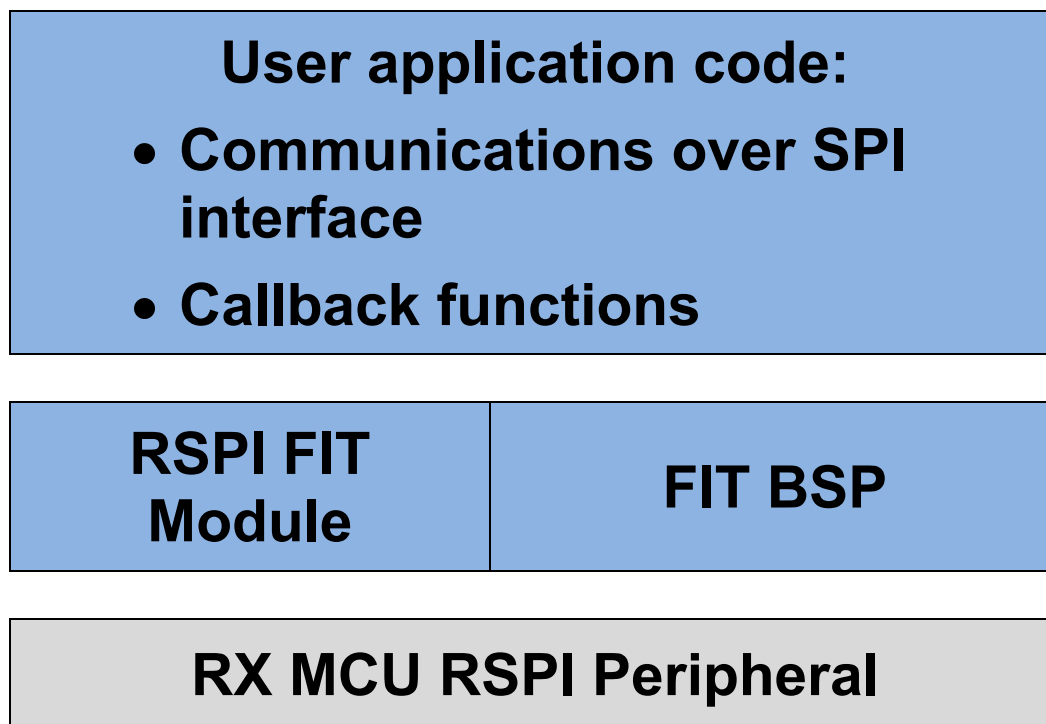 User application code:
• Communications over SPI
interface
• Callback functions
RSPI FIT
Module
FIT BSP
RX MCU RSPI Peripheral